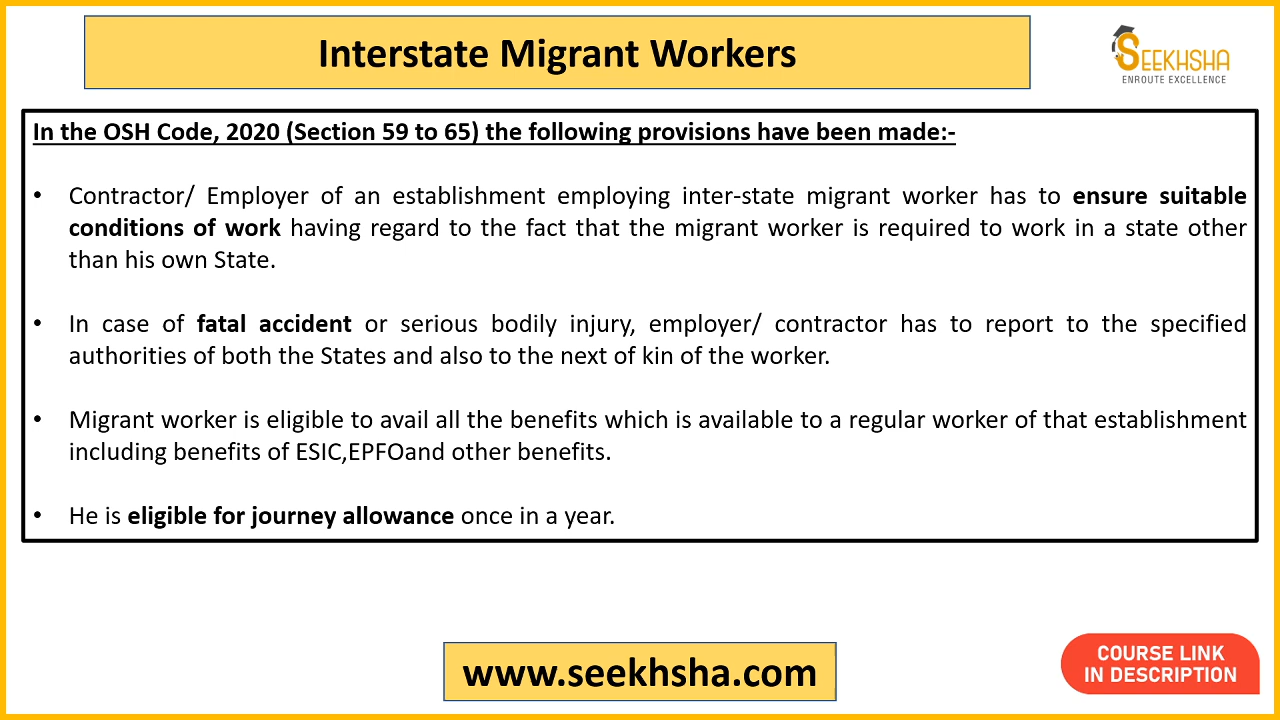 Interstate Migrant Workers
SEEKHSHA
ENROUTE EXCELLENCE
In the OSH Code, 2020 (Section 59 to 65) the following provisions have been made:-
• Contractor/ Employer of an establishment employing inter-state migrant worker has to ensure suitable
conditions of work having regard to the fact that the migrant worker is required to work in a state other
than his own State.
• In case of fatal accident or serious bodily injury, employer/ contractor has to report to the specified
authorities of both the States and also to the next of kin of the worker.
• Migrant worker is eligible to avail all the benefits which is available to a regular worker of that establishment
including benefits of ESIC,EPFOand other benefits.
• He is eligible for journey allowance once in a year.
www.seekhsha.com
COURSE LINK
IN DESCRIPTION